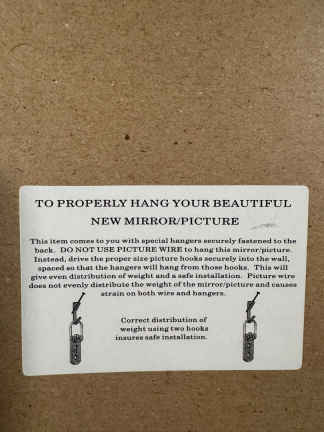 TO PROPERLY HANG YOUR BEAUTIFUL
NEW MIRROR/PICTURE
This item comes to you with special hangers securely fastened to the
back. DO NOT USE PICTURE WIRE to hang this mirror/picture.
Instead, drive the proper size picture hooks securely into the wall,
spaced so that the hangers will hang from those hooks. This will
give even distribution of weight and a safe installation. Picture wire
does not evenly distribute the weight of the mirror/picture and causes
strain on both wire and hangers.
Correct distribution of
weight using two hooks
insures safe installation.